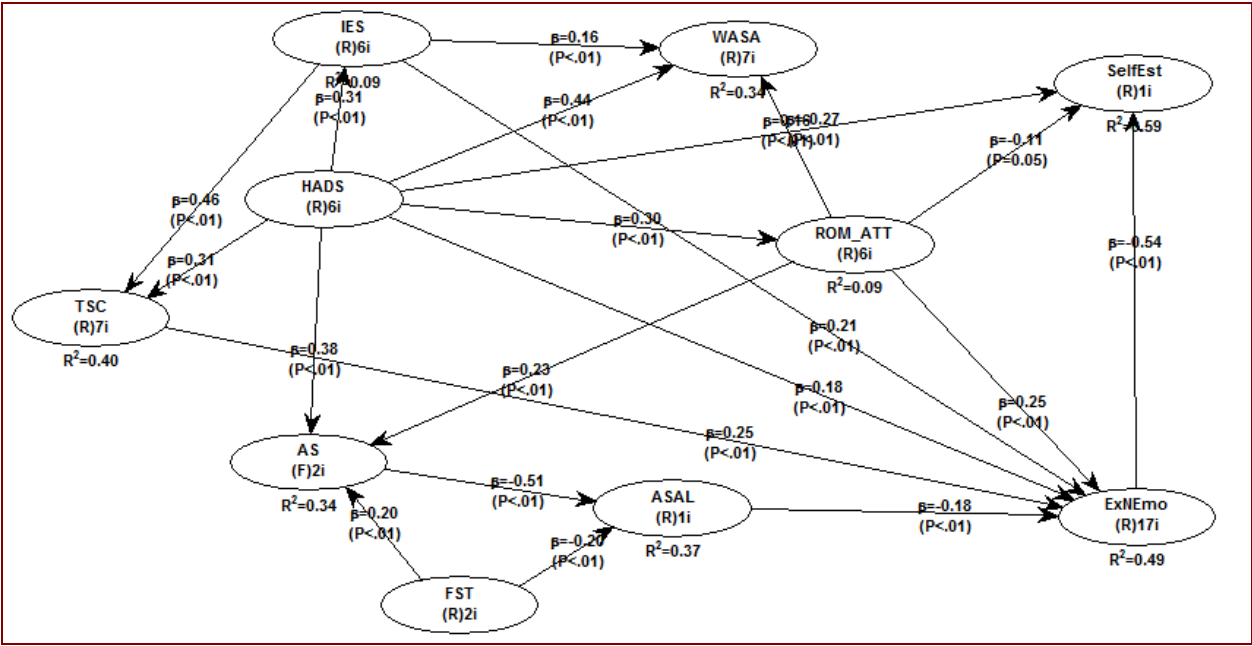 IES
(R)6i
R²=0.09
WASA
(R)7i
R²=0.34
SelfEst
(R)1i
R²=0.59
β=0.16
(P<.01)
β=0.31
(P<.01)
β=0.44
(P<.01)
(P<.01)
β=-0.11
(P=0.05)
HADS
(R)6i
β=0.46
(P<.01)
β=0.30
(P<.01)
ROM_ATT
(R)6i
R²=0.09
β=-0.54
(P<.01)
β=0.31
(P<.01)
TSC
(R)7i
R²=0.40
β=0.38
(P<.01)
β=0.23
(P<.01)
β=0.21
(P<.01)
β=0.18
(P<.01)
β=0.25
(P<.01)
β=0.25
(P<.01)
AS
(F)2i
R²=0.34
β=-0.51
(P<.01)
ASAL
(R)1i
R²=0.37
β=-0.18
(P<.01)
ExNEmo
(R)17i
R²=0.49
β=0.20
(P<.01)
β=-0.20
(P<.01)
FST
(R)2i